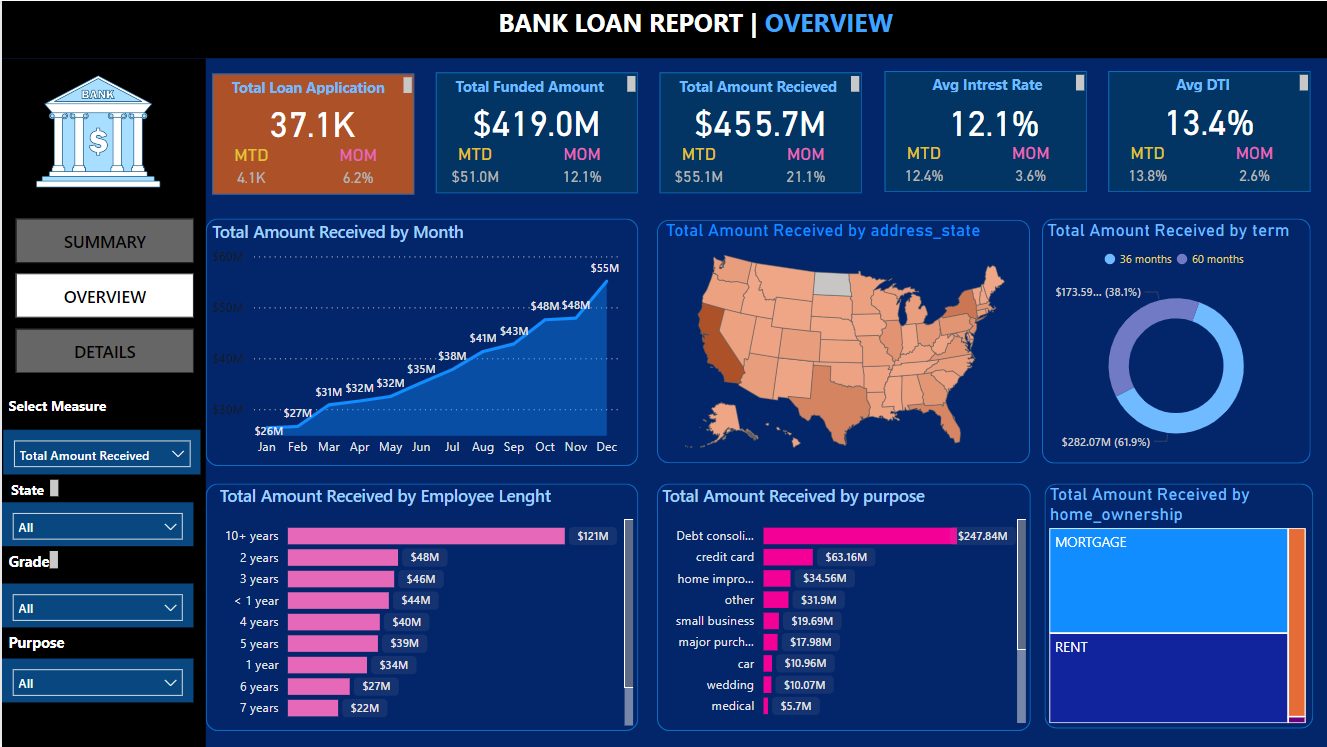 BANK LOAN REPORT | OVERVIEW
BANK
$
SUMMARY
OVERVIEW
DETAILS
Select Measure
Total Amount Received
State
All
Grade
All
Purpose
All
Total Loan Application
37.1K
MTD MOM
4.1K 6.2%
Total Funded Amount
$419.0M
MTD MOM
$51.0M 12.1%
Total Amount Recieved
$455.7M
MTD MOM
$55.1M 21.1%
Avg Intrest Rate
12.1%
MTD MOM
12.4% 3.6%
Avg DTI
13.4%
MTD MOM
13.8% 2.6%
Total Amount Received by Month
$60M
$50M
$40M
$30M
$26M $27M $31M $32M $32M $35M $38M $41M $43M $48M $48M $55M
Jan Feb Mar Apr May Jun Jul Aug Sep Oct Nov Dec
Total Amount Received by address_state
Total Amount Received by term
36 months 60 months
$173.59... (38.1%)
$282.07M (61.9%)
Total Amount Received by Employee Lenght
10+ years $121M
2 years $48M
3 years $46M
< 1 year $44M
4 years $40M
5 years $39M
1 year $34M
6 years $27M
7 years $22M
Total Amount Received by purpose
Debt consoli... $247.84M
credit card $63.16M
home impro... $34.56M
other $31.9M
small business $19.69M
major purch... $17.98M
car $10.96M
wedding $10.07M
medical $5.7M
Total Amount Received by
home_ownership
MORTGAGE
RENT